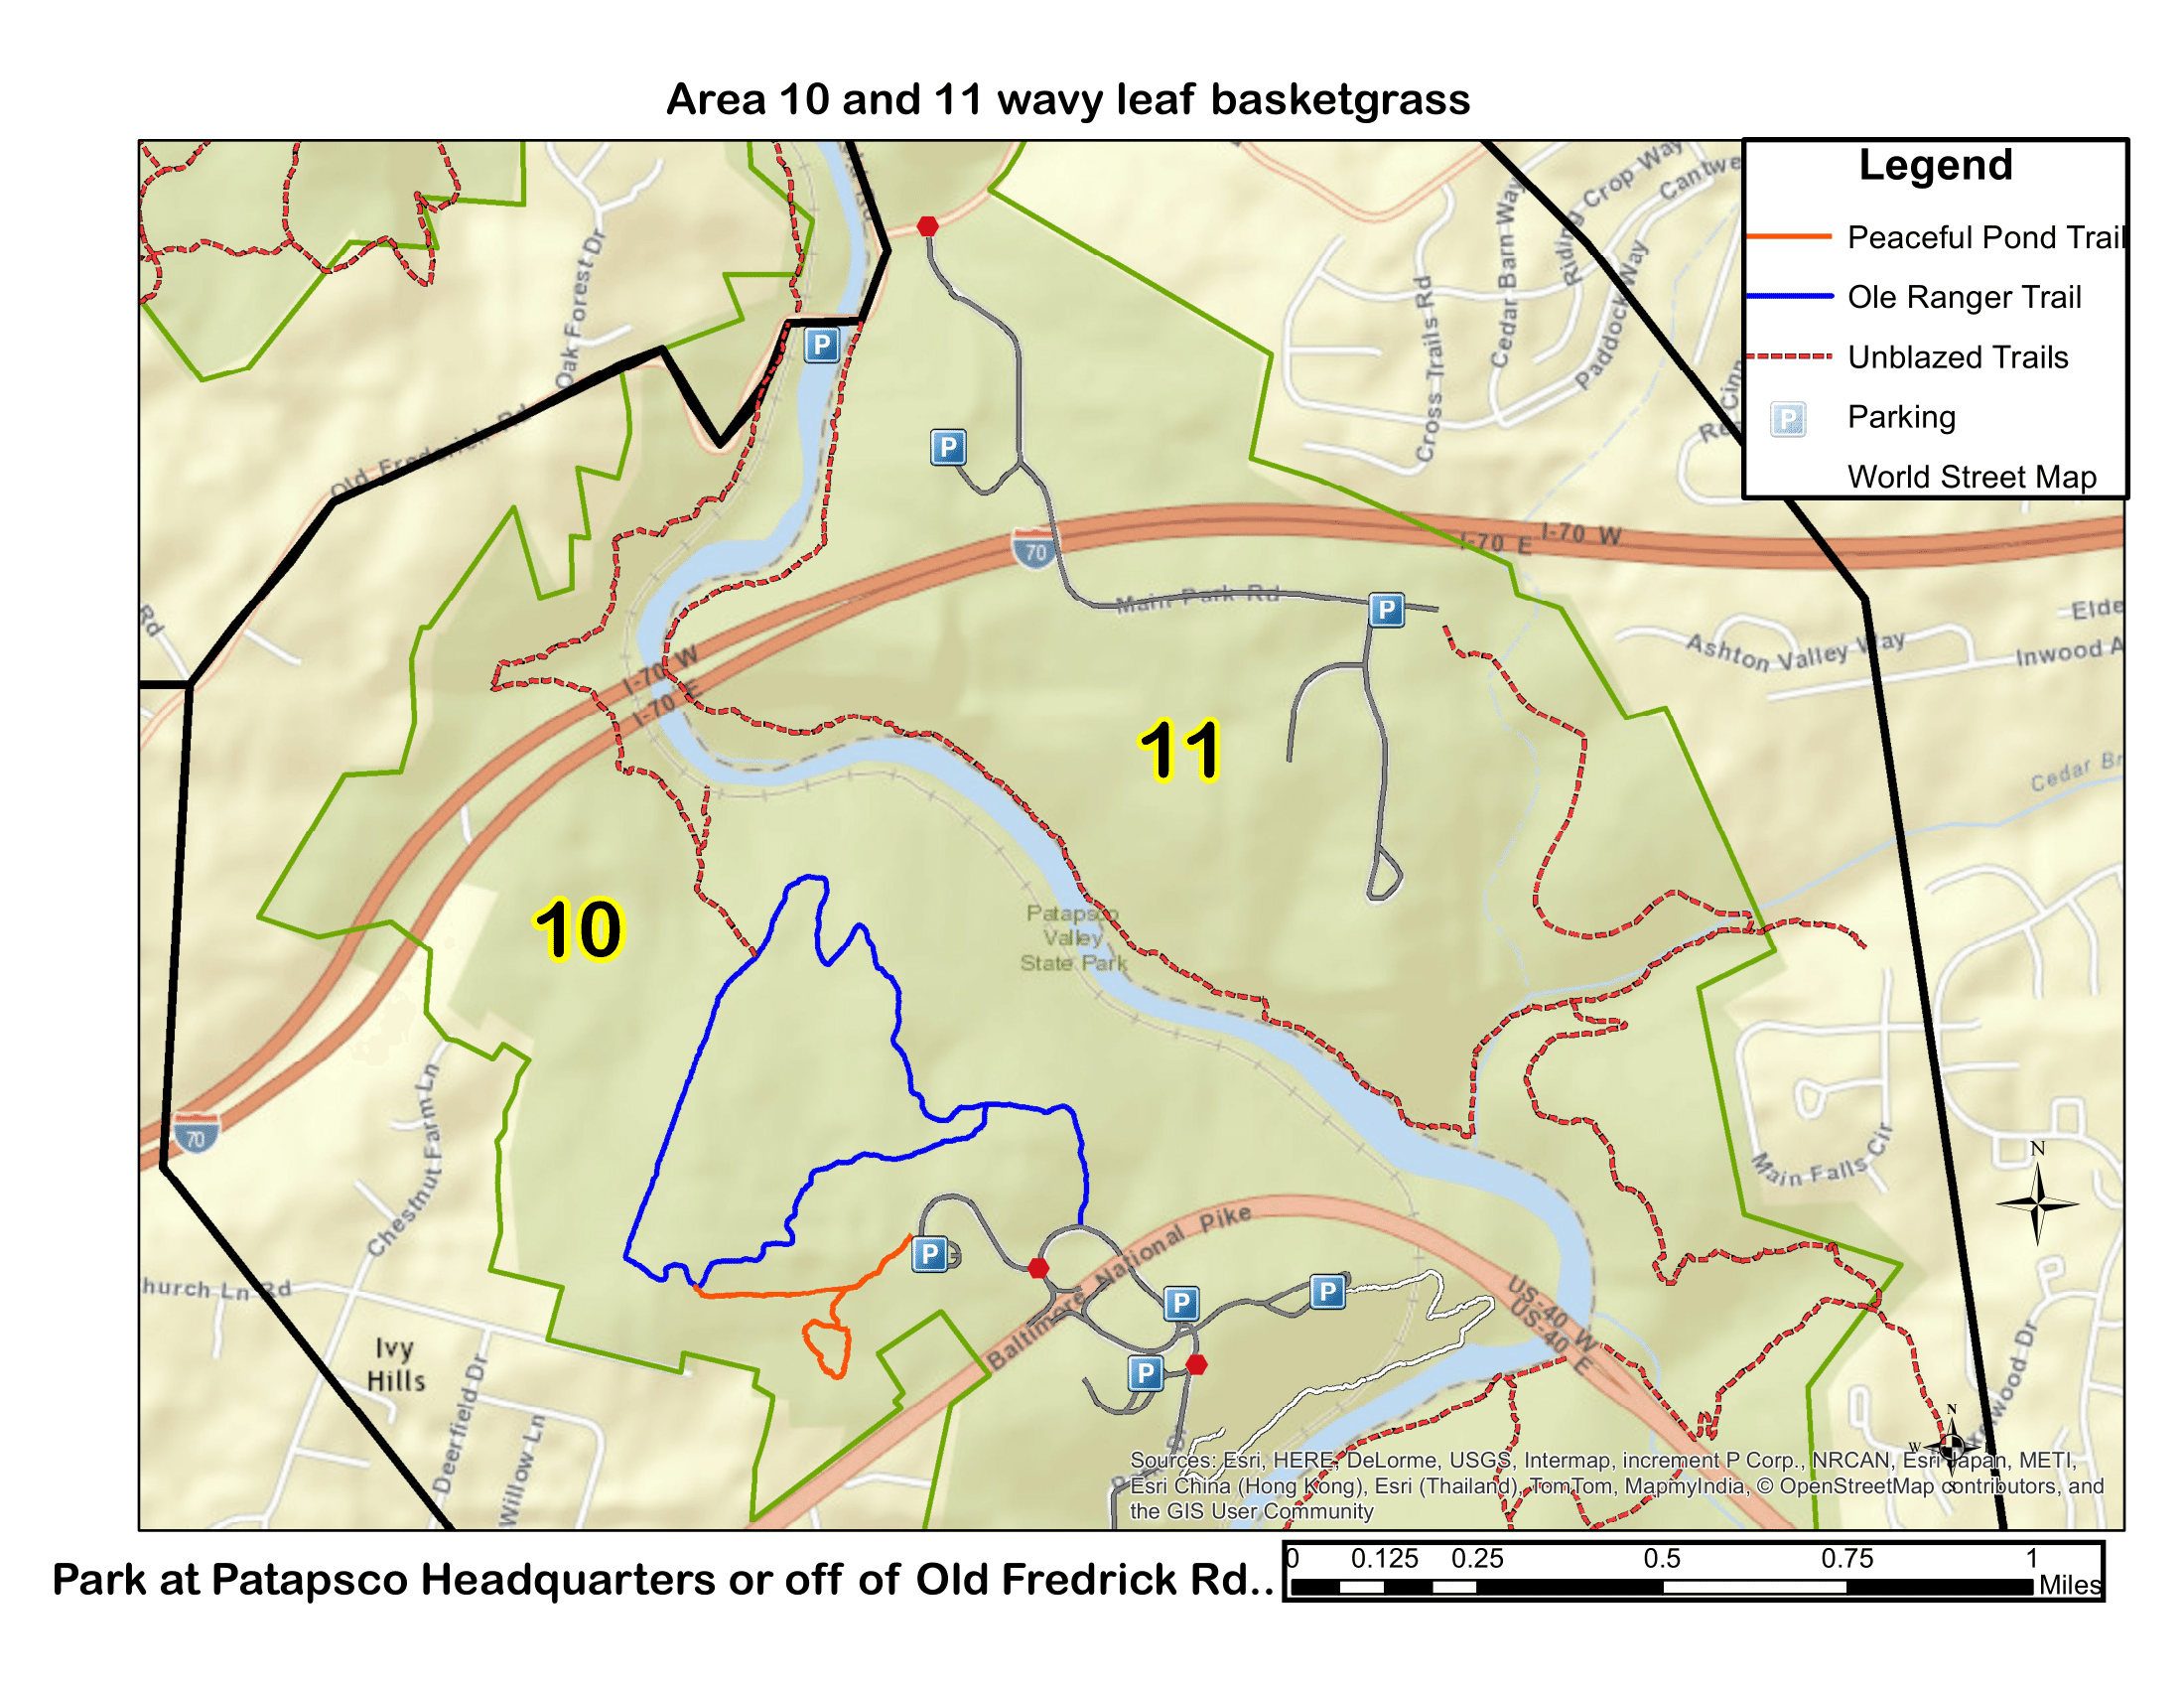 Area 10 and 11 wavy leaf basketgrass
Legend
Peaceful Pond Trail
Ole Ranger Trail
Unblazed Trails
P
Parking
World Street Map
Riding Crop Way
Cantwe
Cedar Barn Way
Paddock Way
Cross Trails Rd
Oak Forest Dr
P
Old Frederick Rd
P
70
I-70 E
I-70 W
Main Park Rd
P
Rd
Elde
Ashton Valley Way
Inwood A
I-70 W
I-70 E
11
Cedar Br
10
Patapsco
Valley
State Park
70
Chestnut Farm Ln
Main Falls Cir
N
Baltimore National Pike
P
P
P
P
hurch Ln Rd
US-40 W
US-40 E
Ivy
Hills
Deerfield Dr
Willow Ln
N
W
S
Dr
Sources: Esri, HERE, DeLorme, USGS, Intermap, increment P Corp., NRCAN, Esri Japan, METI,
Esri China (Hong Kong), Esri (Thailand), TomTom, MapmyIndia, © OpenStreetMap contributors, and
the GIS User Community
Park at Patapsco Headquarters or off of Old Fredrick Rd..
0 0.125 0.25 0.5 0.75 1
Miles